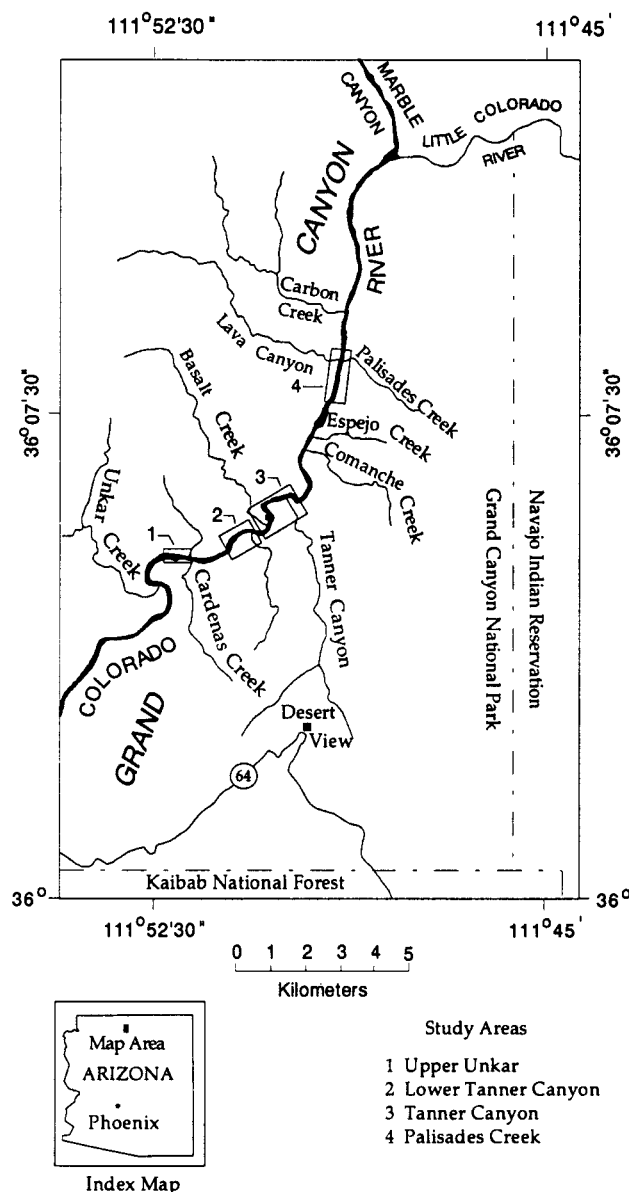 111° 52'30"
111° 45'
MARBLE
CANYON
LITTLE COLORADO
RIVER
CANYON
RIVER
Carbon
Creek
Lava Canyon
Palisades Creek
4
Basalt
Creek
36° 07'30"
36° 07'30"
Espejo Creek
Comanche
Creek
3
Unkar
Creek
2
1
Tanner Canyon
Cardenas Creek
Grand Canyon National Park
Navajo Indian Reservation
COLORADO
GRAND
Desert
View
64
Kaibab National Forest
36°
36°
111° 52'30"
111° 45'
0 1 2 3 4 5
Kilometers
Map Area
ARIZONA
Phoenix
Index Map
Study Areas
1 Upper Unkar
2 Lower Tanner Canyon
3 Tanner Canyon
4 Palisades Creek